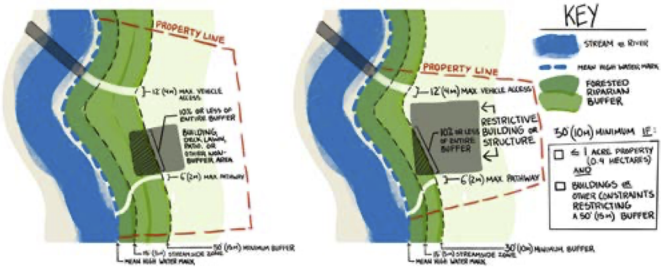 PROPERTY LINE
12' (4m) MAX. VEHICLE
ACCESS
10% OR LESS OF
ENTIRE BUFFER
BUILDING,
DECK, LAWN,
PATIO, OR
OTHER NON-
BUFFER AREA
6' (2m) MAX. PATHWAY
50' (15m) MINIMUM BUFFER
15' (5m) STREAMSIDE ZONE
MEAN HIGH WATER MARK
PROPERTY LINE
12' (4m) MAX. VEHICLE
ACCESS
10% OR LESS
OF ENTIRE
BUFFER
RESTRICTIVE
BUILDING OR
STRUCTURE
6' (2m) MAX. PATHWAY
30' (10m) MINIMUM BUFFER
15' (5m) STREAMSIDE ZONE
MEAN HIGH WATER MARK
KEY
STREAM OR RIVER
MEAN HIGH WATER MARK
FORESTED
RIPARIAN
BUFFER
30' (10m) MINIMUM IF:
≤ 1 ACRE PROPERTY
(0.4 HECTARES)
AND
BUILDINGS OR
OTHER CONSTRAINTS
RESTRICTING
A 50' (15m) BUFFER